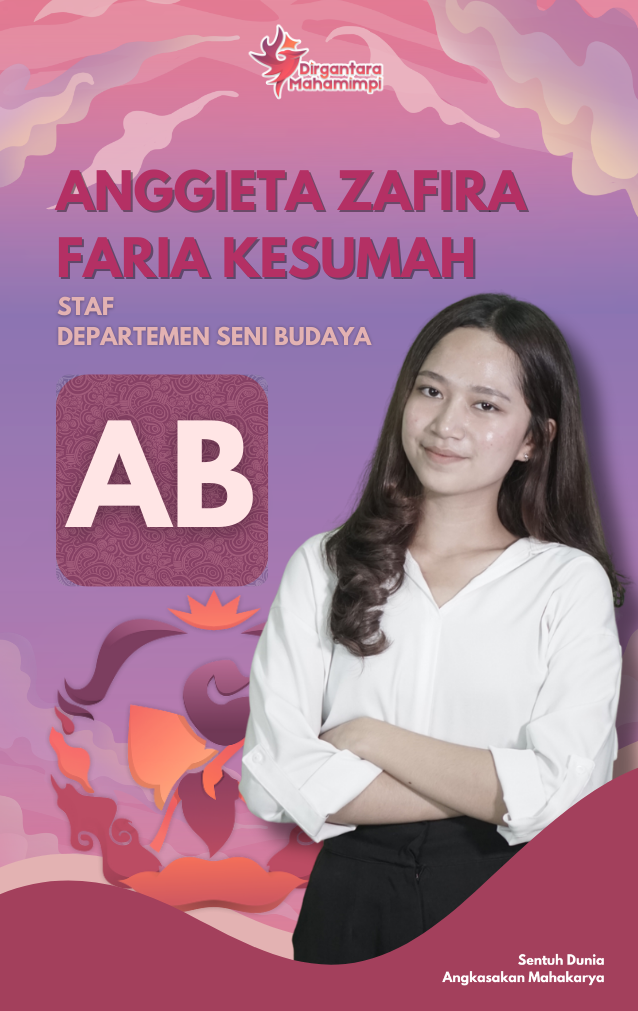 Dirgantara
Mahamimpi
ANGGIETA ZAFIRA
FARIA KESUMAH
STAF
DEPARTEMEN SENI BUDAYA
AB
Sentuh Dunia
Angkasakan Mahakarya